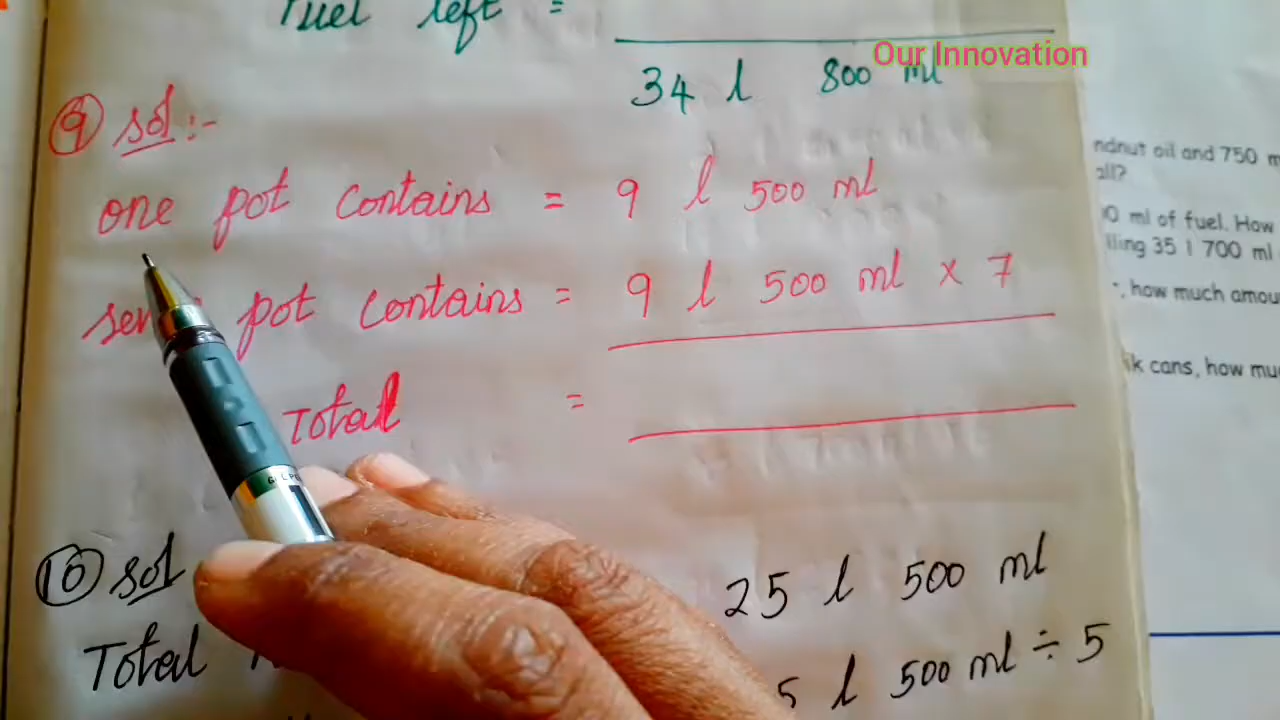 Fuel left =
Our Innovation
34 l 800 ml
9 sol :-
one pot contains = 9 l 500 ml
pot contains = 9 l 500 ml × 7
Total =
10 sol 25 l 500 ml
Total l 500 ml ÷ 5
ndnut oil and 750 m
all?
0 ml of fuel. How
lling 35 l 700 ml
, how much amou
k cans, how mu